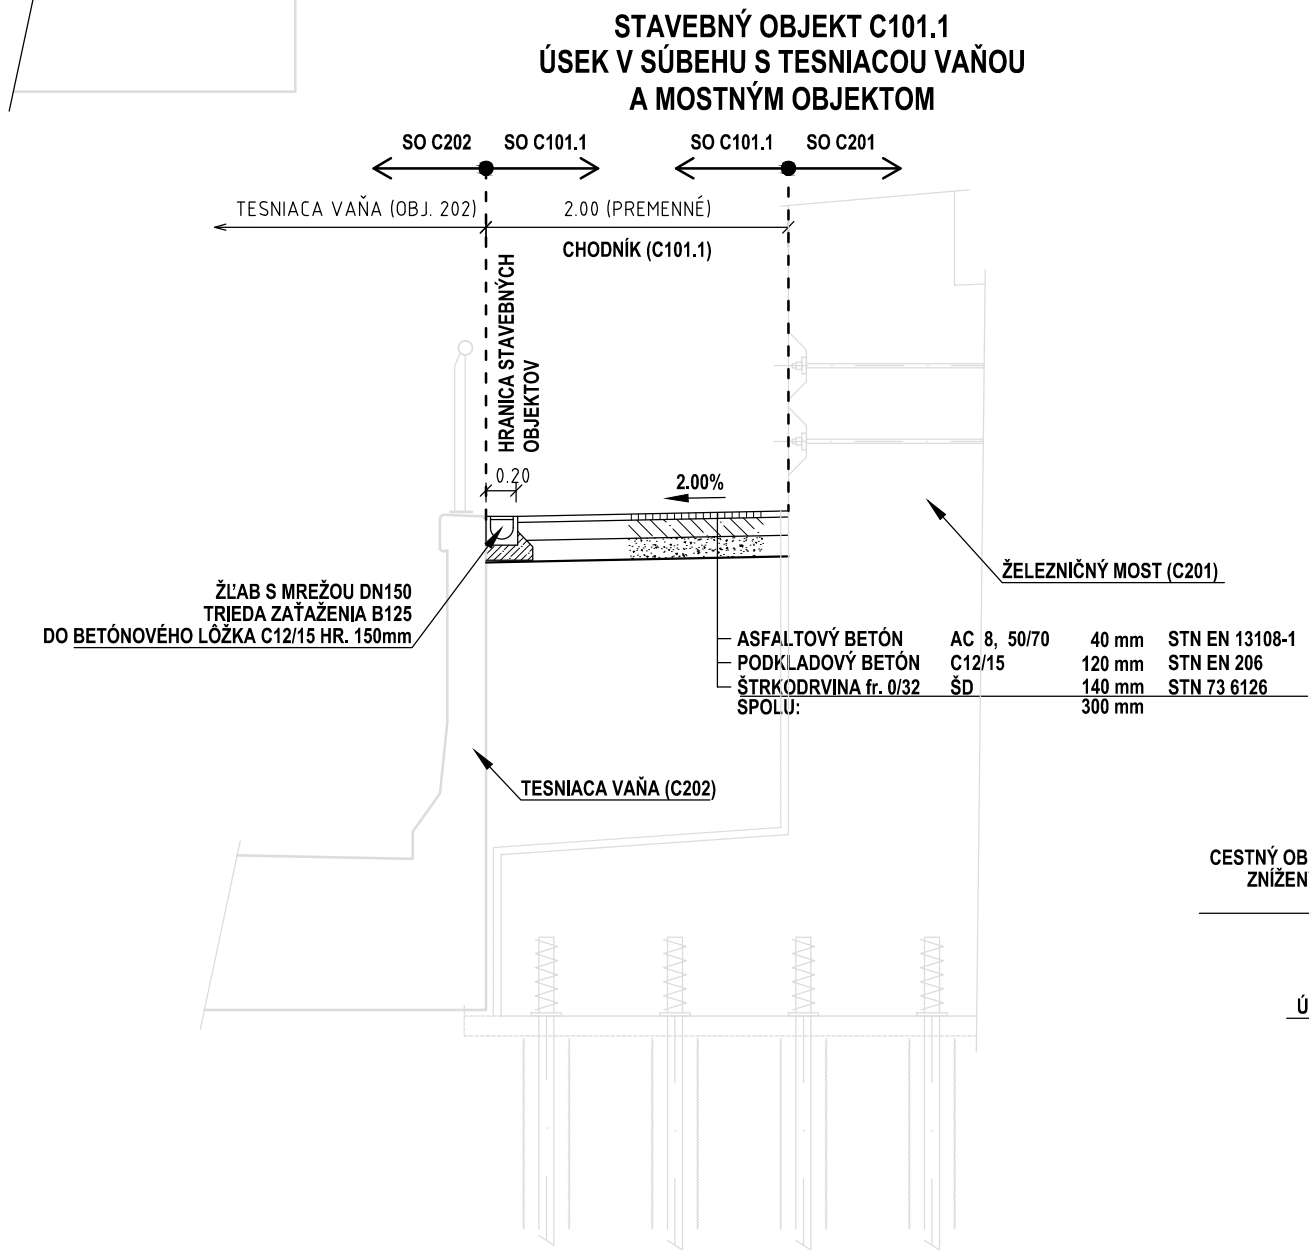 STAVEBNÝ OBJEKT C101.1
ÚSEK V SÚBEHU S TESNIACOU VAŇOU
A MOSTNÝM OBJEKTOM
SO C202 SO C101.1 SO C101.1 SO C201
TESNIACA VAŇA (OBJ. 202) 2.00 (PREMENNÉ)
CHODNÍK (C101.1)
HRANICA STAVEBNÝCH
OBJEKTOV
0.20
2.00%
ŽELEZNIČNÝ MOST (C201)
ŽĽAB S MREŽOU DN150
TRIEDA ZAŤAŽENIA B125
DO BETÓNOVÉHO LÔŽKA C12/15 HR. 150mm
ASFALTOVÝ BETÓN AC 8, 50/70 40 mm STN EN 13108-1
PODKLADOVÝ BETÓN C12/15 120 mm STN EN 206
ŠTRKODRVINA fr. 0/32 ŠD 140 mm STN 73 6126
SPOLU: 300 mm
TESNIACA VAŇA (C202)
CESTNÝ OB
ZNÍŽEN
Ú